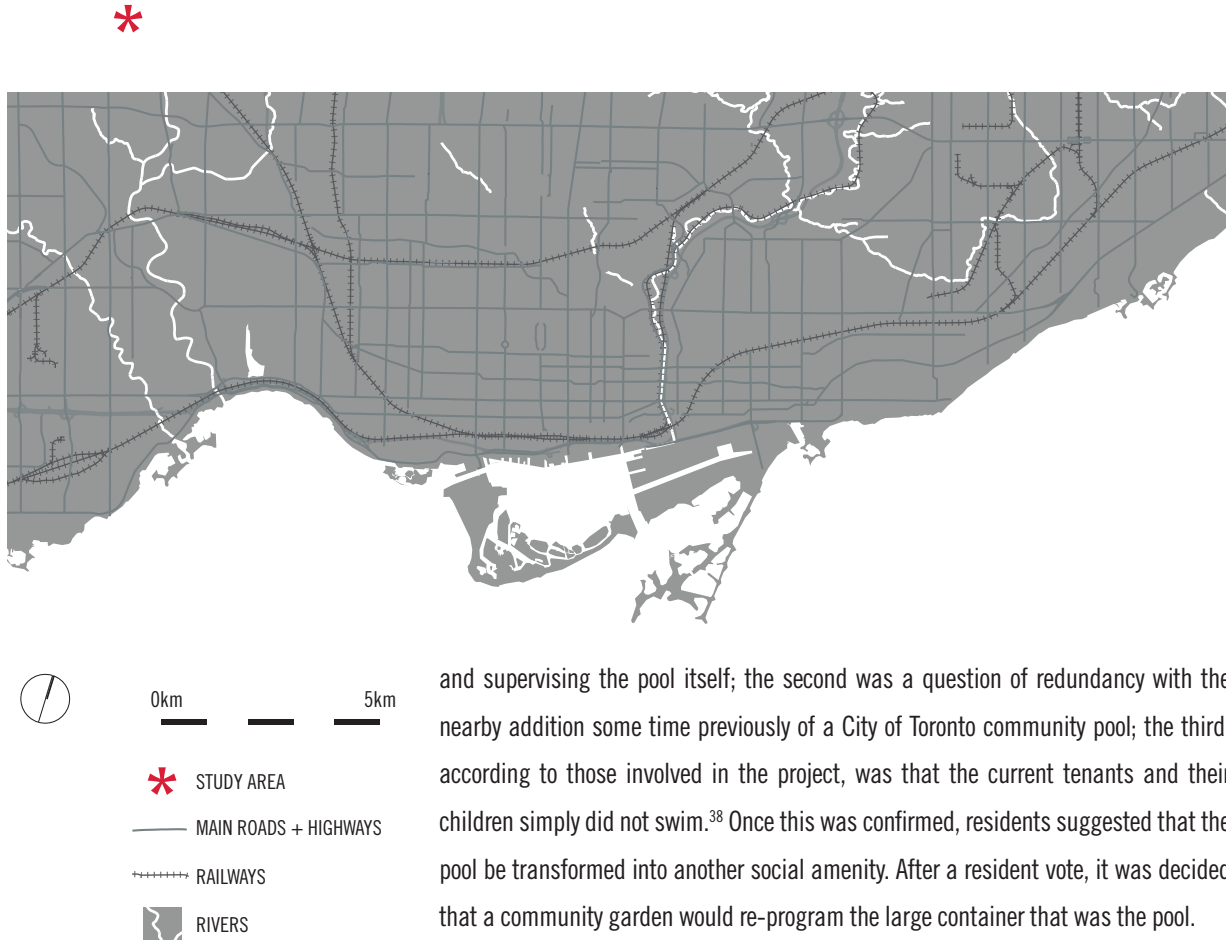 0km 5km
STUDY AREA
MAIN ROADS + HIGHWAYS
RAILWAYS
RIVERS
and supervising the pool itself; the second was a question of redundancy with the
nearby addition some time previously of a City of Toronto community pool; the third
according to those involved in the project, was that the current tenants and their
children simply did not swim.³⁸ Once this was confirmed, residents suggested that the
pool be transformed into another social amenity. After a resident vote, it was decided
that a community garden would re-program the large container that was the pool.